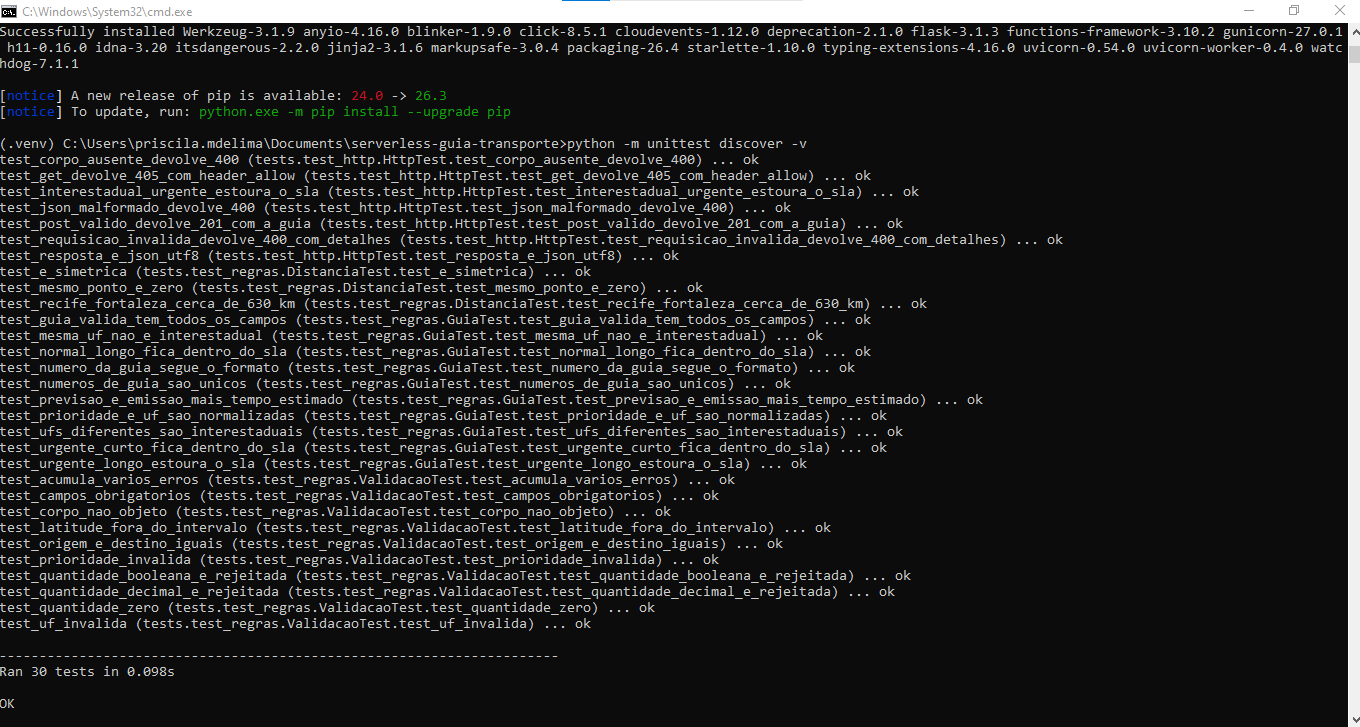 C:\Windows\System32\cmd.exe
Successfully installed Werkzeug-3.1.9 anyio-4.16.0 blinker-1.9.0 click-8.5.1 cloudevents-1.12.0 deprecation-2.1.0 flask-3.1.3 functions-framework-3.10.2 gunicorn-27.0.1
h11-0.16.0 idna-3.20 itsdangerous-2.2.0 jinja2-3.1.6 markupsafe-3.0.4 packaging-26.4 starlette-1.10.0 typing-extensions-4.16.0 uvicorn-0.54.0 uvicorn-worker-0.4.0 watc
hdog-7.1.1
[notice] A new release of pip is available: 24.0 -> 26.3
[notice] To update, run: python.exe -m pip install --upgrade pip
(.venv) C:\Users\priscila.mdelima\Documents\serverless-guia-transporte>python -m unittest discover -v
test_corpo_ausente_devolve_400 (tests.test_http.HttpTest.test_corpo_ausente_devolve_400) ... ok
test_get_devolve_405_com_header_allow (tests.test_http.HttpTest.test_get_devolve_405_com_header_allow) ... ok
test_interestadual_urgente_estoura_o_sla (tests.test_http.HttpTest.test_interestadual_urgente_estoura_o_sla) ... ok
test_json_malformado_devolve_400 (tests.test_http.HttpTest.test_json_malformado_devolve_400) ... ok
test_post_valido_devolve_201_com_a_guia (tests.test_http.HttpTest.test_post_valido_devolve_201_com_a_guia) ... ok
test_requisicao_invalida_devolve_400_com_detalhes (tests.test_http.HttpTest.test_requisicao_invalida_devolve_400_com_detalhes) ... ok
test_resposta_e_json_utf8 (tests.test_http.HttpTest.test_resposta_e_json_utf8) ... ok
test_e_simetrica (tests.test_regras.DistanciaTest.test_e_simetrica) ... ok
test_mesmo_ponto_e_zero (tests.test_regras.DistanciaTest.test_mesmo_ponto_e_zero) ... ok
test_recife_fortaleza_cerca_de_630_km (tests.test_regras.DistanciaTest.test_recife_fortaleza_cerca_de_630_km) ... ok
test_guia_valida_tem_todos_os_campos (tests.test_regras.GuiaTest.test_guia_valida_tem_todos_os_campos) ... ok
test_mesma_uf_nao_e_interestadual (tests.test_regras.GuiaTest.test_mesma_uf_nao_e_interestadual) ... ok
test_normal_longo_fica_dentro_do_sla (tests.test_regras.GuiaTest.test_normal_longo_fica_dentro_do_sla) ... ok
test_numero_da_guia_segue_o_formato (tests.test_regras.GuiaTest.test_numero_da_guia_segue_o_formato) ... ok
test_numeros_de_guia_sao_unicos (tests.test_regras.GuiaTest.test_numeros_de_guia_sao_unicos) ... ok
test_previsao_e_emissao_mais_tempo_estimado (tests.test_regras.GuiaTest.test_previsao_e_emissao_mais_tempo_estimado) ... ok
test_prioridade_e_uf_sao_normalizadas (tests.test_regras.GuiaTest.test_prioridade_e_uf_sao_normalizadas) ... ok
test_ufs_diferentes_sao_interestaduais (tests.test_regras.GuiaTest.test_ufs_diferentes_sao_interestaduais) ... ok
test_urgente_curto_fica_dentro_do_sla (tests.test_regras.GuiaTest.test_urgente_curto_fica_dentro_do_sla) ... ok
test_urgente_longo_estoura_o_sla (tests.test_regras.GuiaTest.test_urgente_longo_estoura_o_sla) ... ok
test_acumula_varios_erros (tests.test_regras.ValidacaoTest.test_acumula_varios_erros) ... ok
test_campos_obrigatorios (tests.test_regras.ValidacaoTest.test_campos_obrigatorios) ... ok
test_corpo_nao_objeto (tests.test_regras.ValidacaoTest.test_corpo_nao_objeto) ... ok
test_latitude_fora_do_intervalo (tests.test_regras.ValidacaoTest.test_latitude_fora_do_intervalo) ... ok
test_origem_e_destino_iguais (tests.test_regras.ValidacaoTest.test_origem_e_destino_iguais) ... ok
test_prioridade_invalida (tests.test_regras.ValidacaoTest.test_prioridade_invalida) ... ok
test_quantidade_booleana_e_rejeitada (tests.test_regras.ValidacaoTest.test_quantidade_booleana_e_rejeitada) ... ok
test_quantidade_decimal_e_rejeitada (tests.test_regras.ValidacaoTest.test_quantidade_decimal_e_rejeitada) ... ok
test_quantidade_zero (tests.test_regras.ValidacaoTest.test_quantidade_zero) ... ok
test_uf_invalida (tests.test_regras.ValidacaoTest.test_uf_invalida) ... ok
----------------------------------------------------------------------
Ran 30 tests in 0.098s
OK